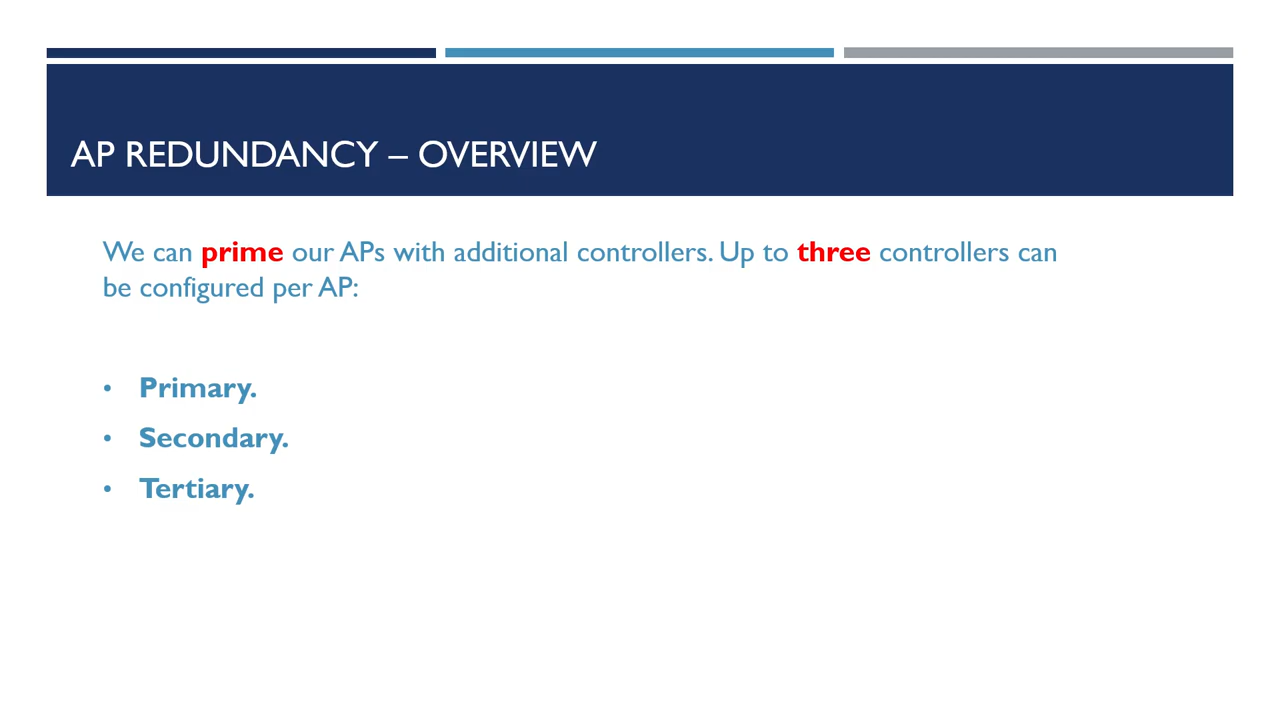 AP REDUNDANCY – OVERVIEW
We can prime our APs with additional controllers. Up to three controllers can
be configured per AP:
• Primary.
• Secondary.
• Tertiary.